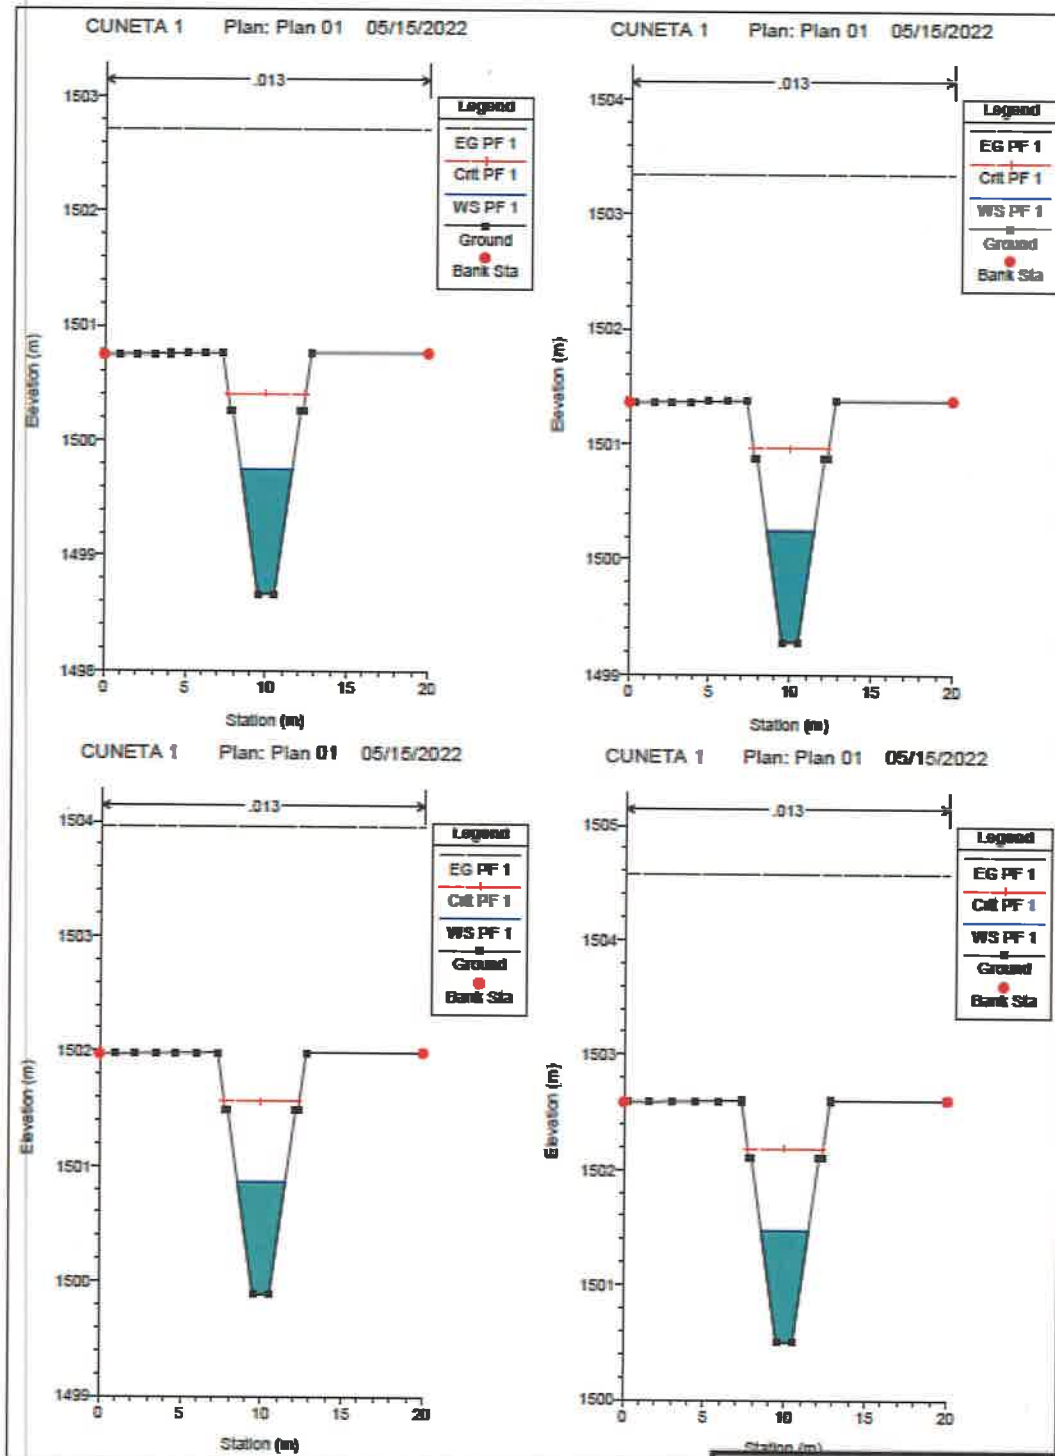 CUNETA 1 Plan: Plan 01 05/15/2022
.013
1503
1502
1501
1500
1499
1498
Elevation (m)
0 5 10 15 20
Station (m)
Legend
EG PF 1
Crit PF 1
WS PF 1
Ground
Bank Sta
CUNETA 1 Plan: Plan 01 05/15/2022
.013
1504
1503
1502
1501
1500
1499
Elevation (m)
0 5 10 15 20
Station (m)
Legend
EG PF 1
Crit PF 1
WS PF 1
Ground
Bank Sta
CUNETA 1 Plan: Plan 01 05/15/2022
.013
1504
1503
1502
1501
1500
1499
Elevation (m)
0 5 10 15 20
Station (m)
Legend
EG PF 1
Crit PF 1
WS PF 1
Ground
Bank Sta
CUNETA 1 Plan: Plan 01 05/15/2022
.013
1505
1504
1503
1502
1501
1500
Elevation (m)
0 5 10 15 20
Station (m)
Legend
EG PF 1
Crit PF 1
WS PF 1
Ground
Bank Sta